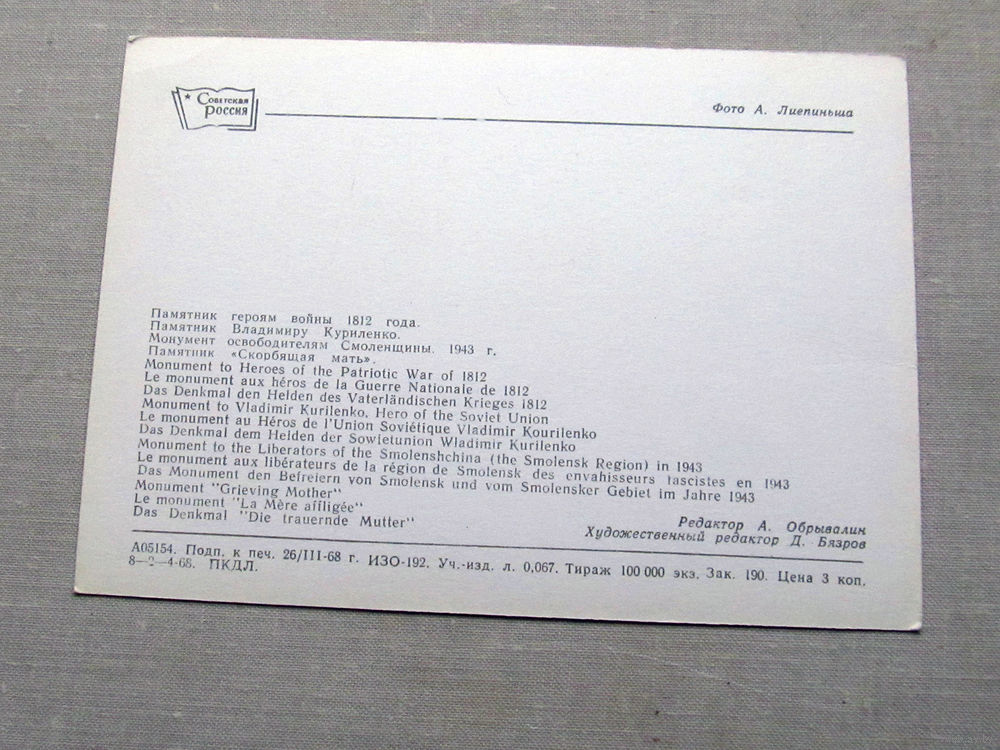 Советская
Россия
Фото А. Лиепиньша
Памятник героям войны 1812 года.
Памятник Владимиру Куриленко.
Монумент освободителям Смоленщины. 1943 г.
Памятник «Скорбящая мать».
Monument to Heroes of the Patriotic War of 1812
Le monument aux héros de la Guerre Nationale de 1812
Das Denkmal den Helden des Vaterländischen Krieges 1812
Monument to Vladimir Kurilenko, Hero of the Soviet Union
Le monument au Héros de l'Union Soviétique Vladimir Kourilenko
Das Denkmal dem Helden der Sowietunion Wladimir Kurilenko
Monument to the Liberators of the Smolenshchina (the Smolensk Region) in 1943
Le monument aux libérateurs de la région de Smolensk des envahisseurs fascistes en 1943
Das Monument den Befreiern von Smolensk und vom Smolensker Gebiet im Jahre 1943
Monument "Grieving Mother"
Le monument "La Mère affligée"
Das Denkmal "Die trauernde Mutter"
Редактор А. Обрывалин
Художественный редактор Д. Бязров
А05154. Подп. к печ. 26/III-68 г. ИЗО-192. Уч.-изд. л. 0,067. Тираж 100 000 экз. Зак. 190. Цена 3 коп.
8—2—4-68. ПКДЛ.